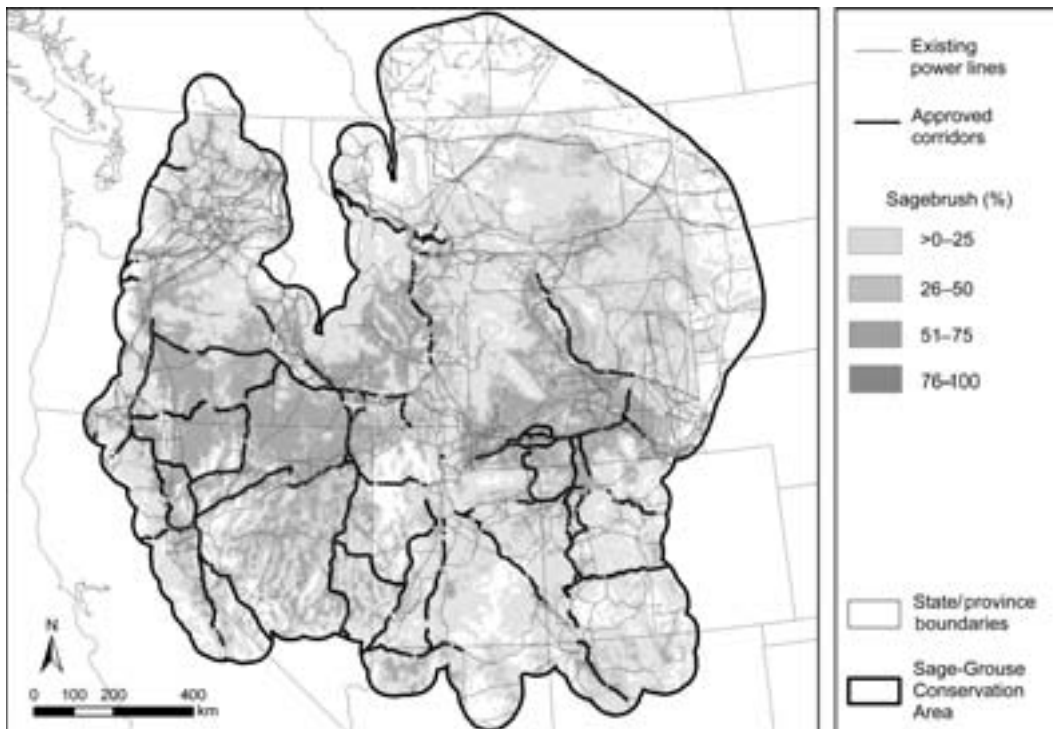 Existing
power lines
Approved
corridors
Sagebrush (%)
>0–25
26–50
51–75
76–100
State/province
boundaries
Sage-Grouse
Conservation
Area
N
0 100 200 400
km